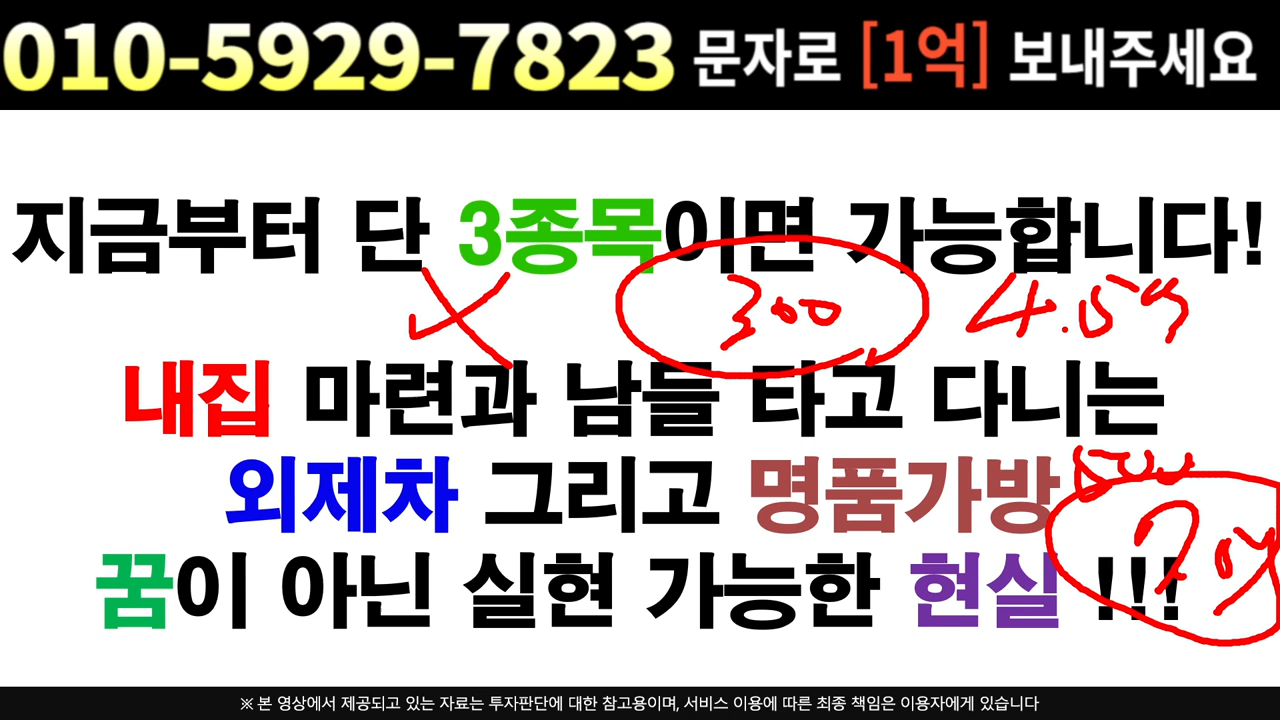 010-5929-7823 문자로 [1억] 보내주세요
지금부터 단 3종목이면 가능합니다!
300 4.5억
내집 마련과 남들 타고 다니는
외제차 그리고 명품가방
꿈이 아닌 실현 가능한 현실 !!!
※ 본 영상에서 제공되고 있는 자료는 투자판단에 대한 참고용이며, 서비스 이용에 따른 최종 책임은 이용자에게 있습니다